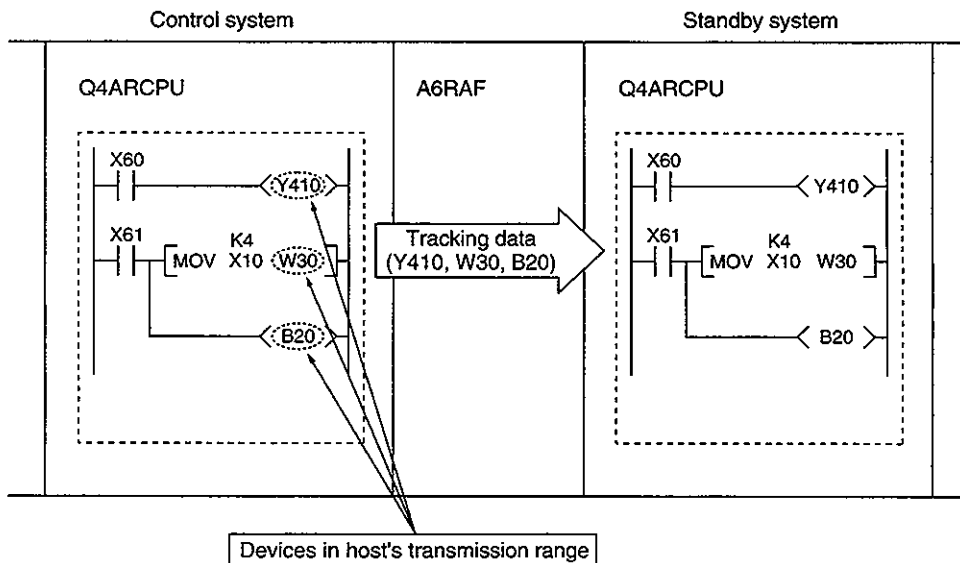 Control system
Standby system
Q4ARCPU
A6RAF
Q4ARCPU
X60
Y410
X61
K4
MOV X10 W30
B20
Tracking data
(Y410, W30, B20)
X60
Y410
X61
K4
MOV X10 W30
B20
Devices in host's transmission range